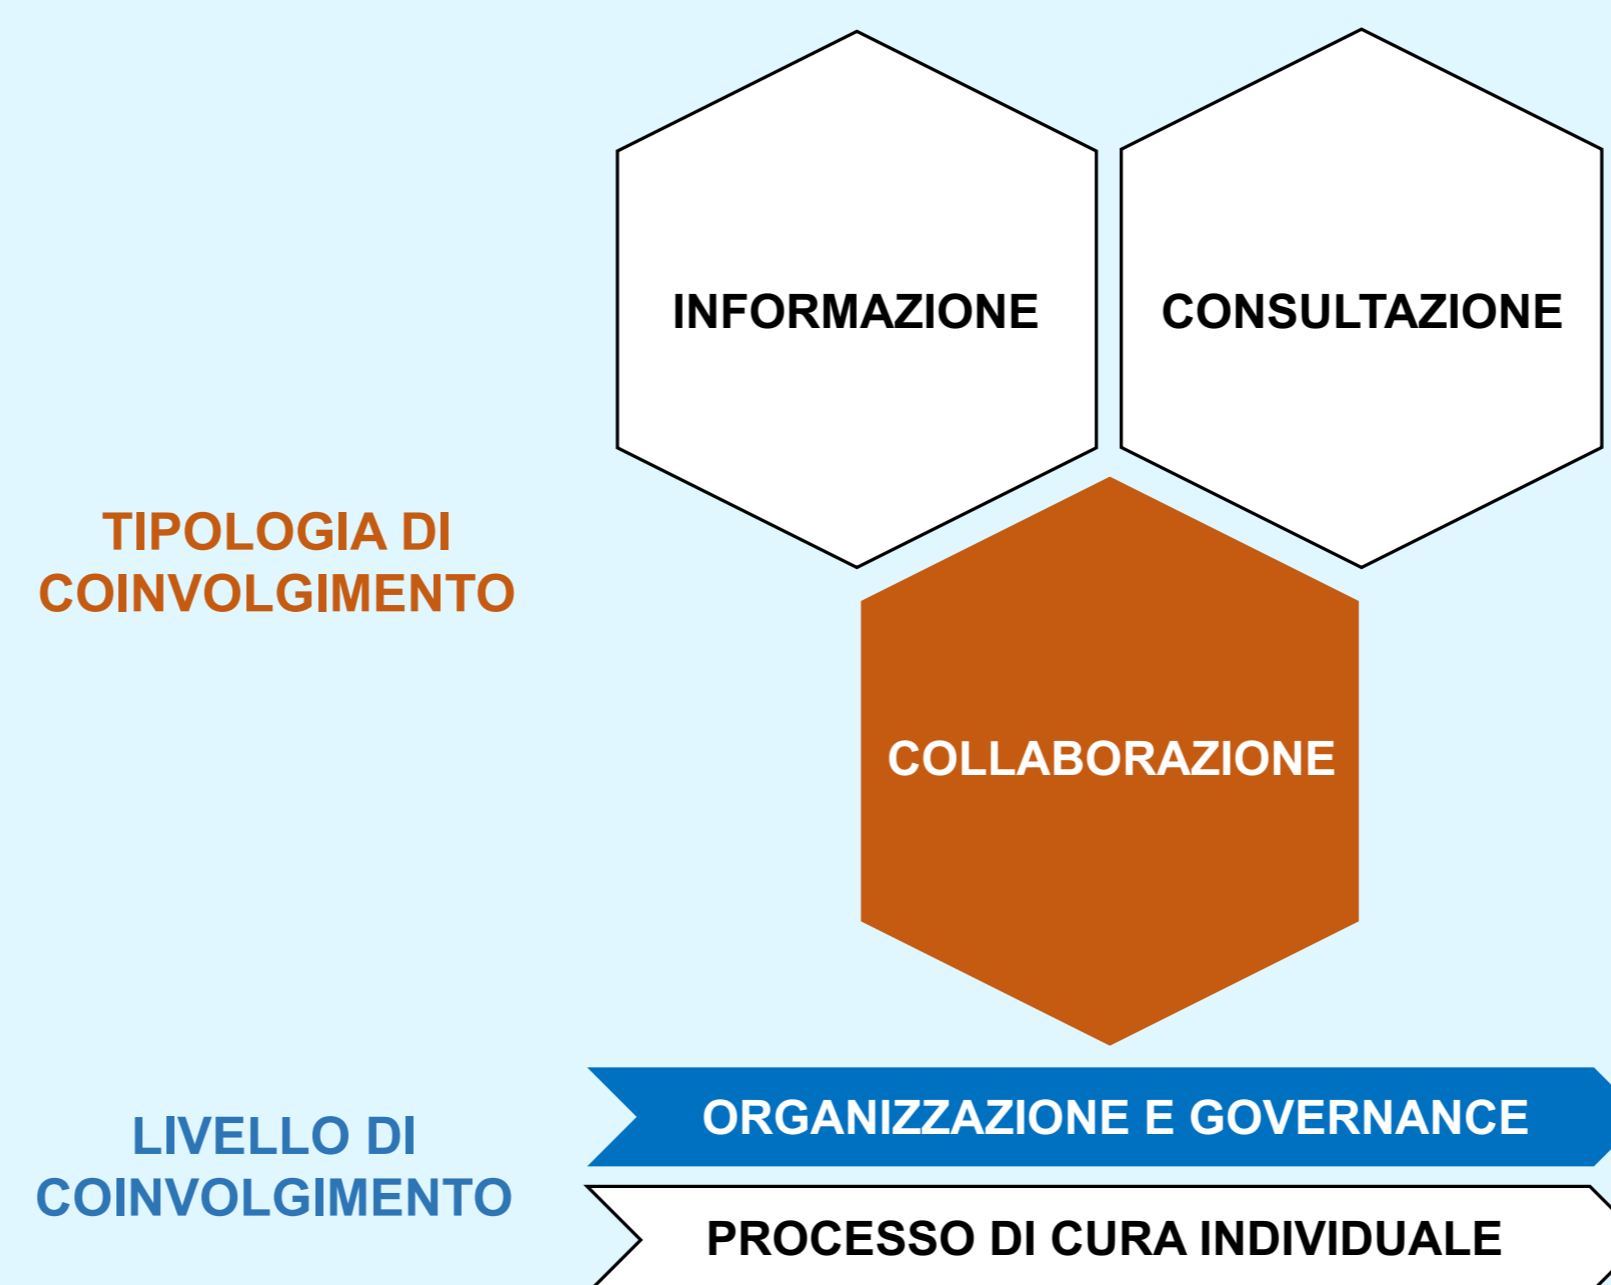 INFORMAZIONE
CONSULTAZIONE
TIPOLOGIA DI
COINVOLGIMENTO
COLLABORAZIONE
ORGANIZZAZIONE E GOVERNANCE
LIVELLO DI
COINVOLGIMENTO
PROCESSO DI CURA INDIVIDUALE